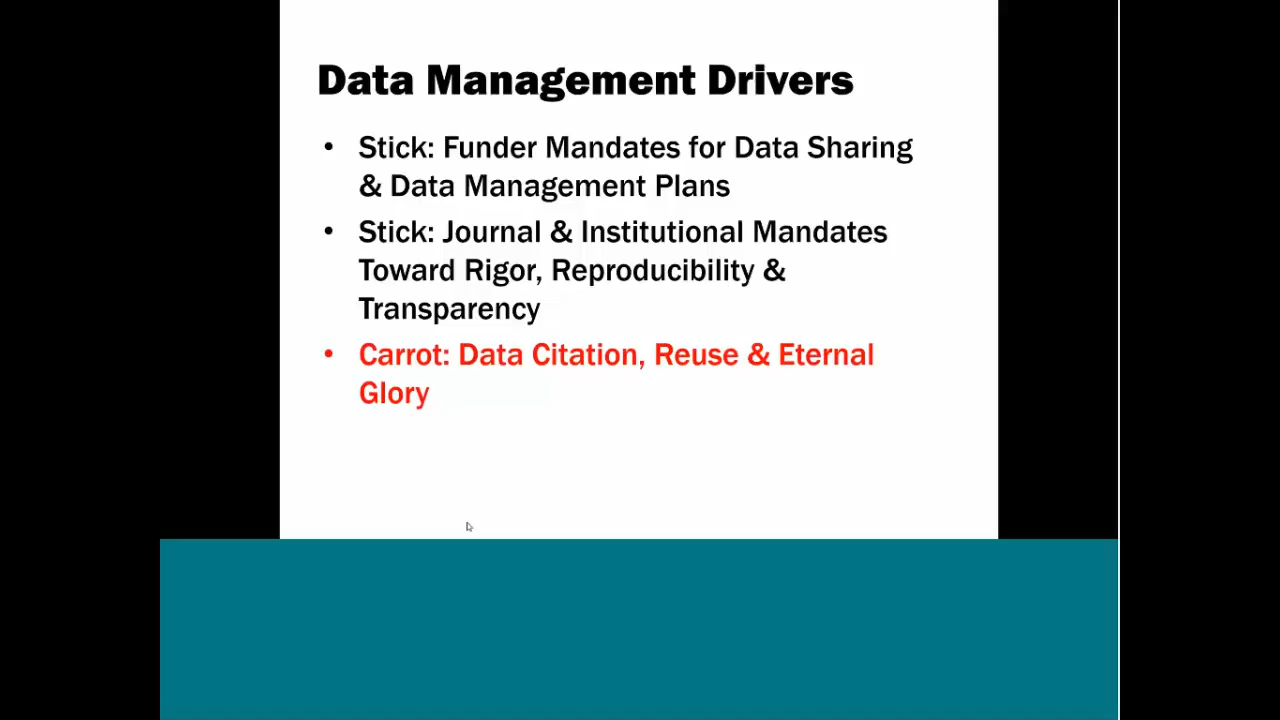 Data Management Drivers
• Stick: Funder Mandates for Data Sharing
& Data Management Plans
• Stick: Journal & Institutional Mandates
Toward Rigor, Reproducibility &
Transparency
• Carrot: Data Citation, Reuse & Eternal
Glory